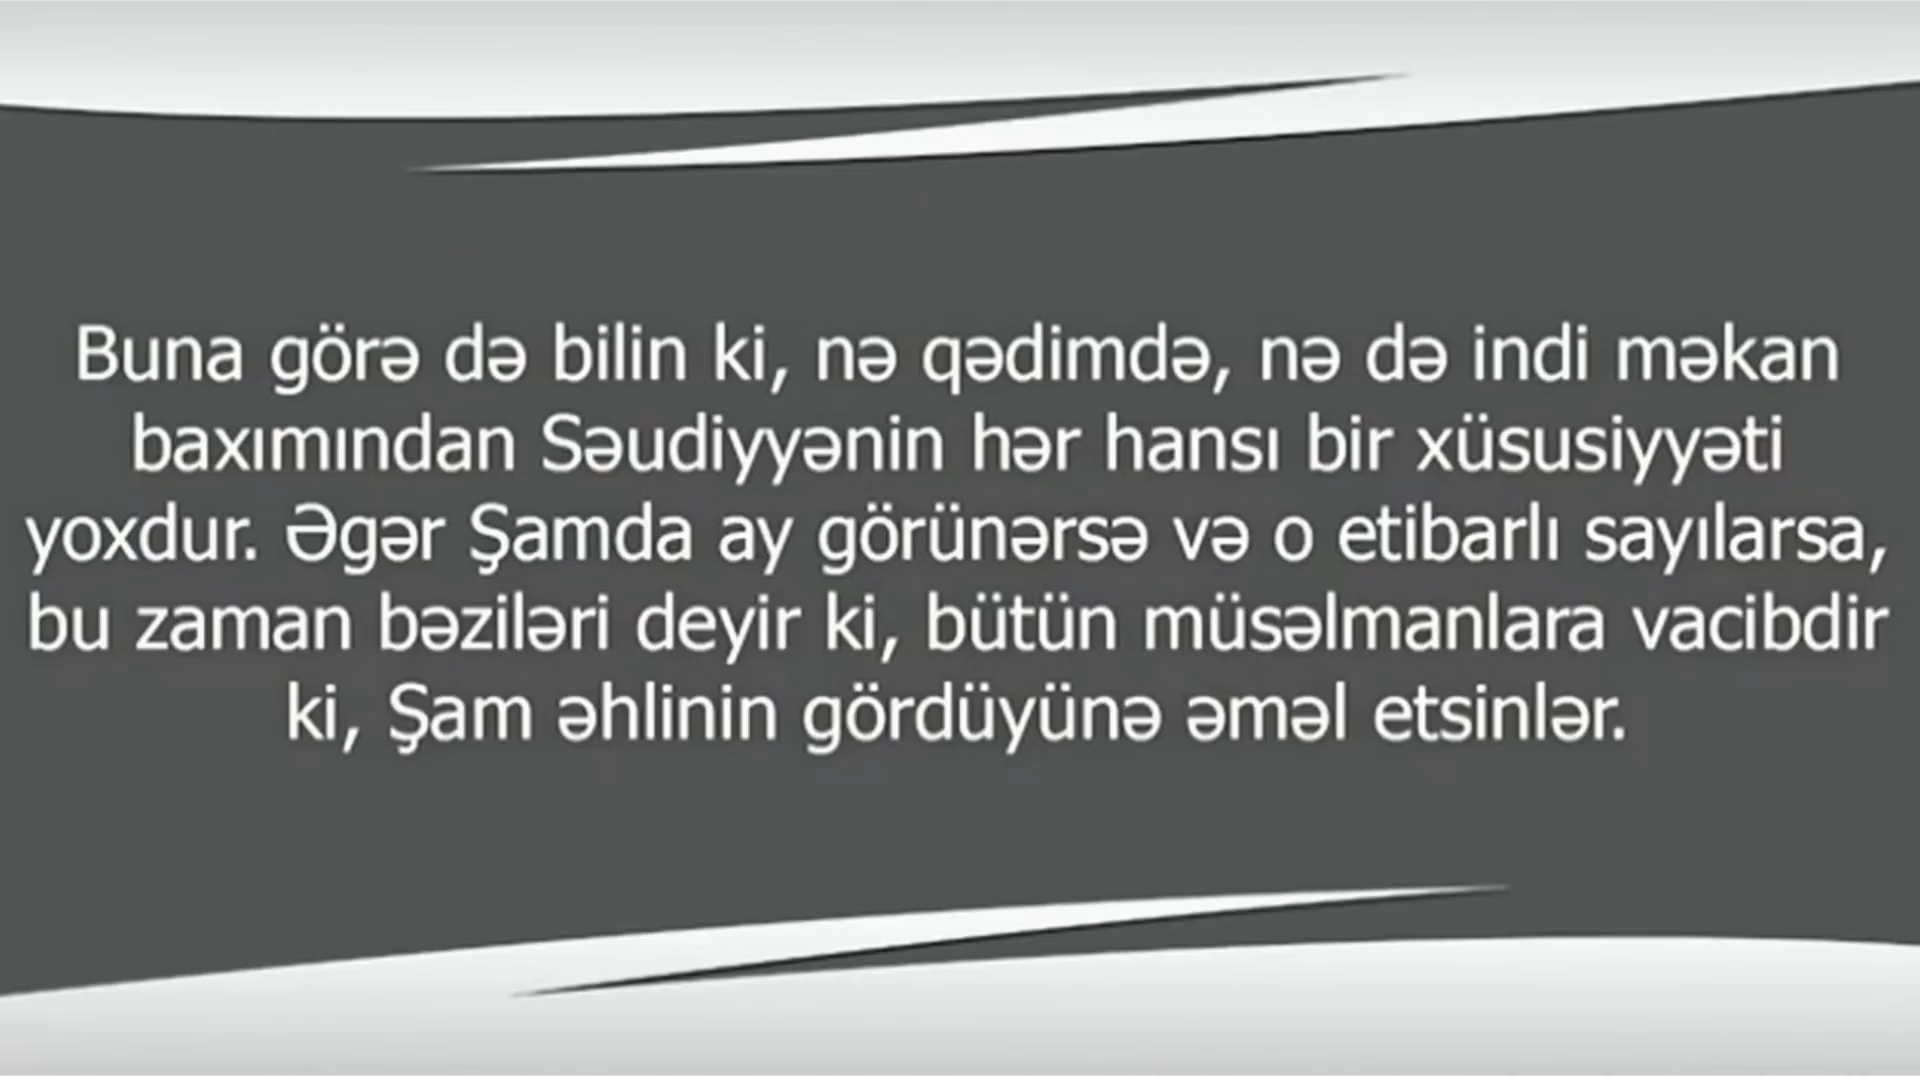 Buna görə də bilin ki, nə qədimdə, nə də indi məkan
baxımından Səudiyyənin hər hansı bir xüsusiyyəti
yoxdur. Əgər Şamda ay görünərsə və o etibarlı sayılarsa,
bu zaman bəziləri deyir ki, bütün müsəlmanlara vacibdir
ki, Şam əhlinin gördüyünə əməl etsinlər.